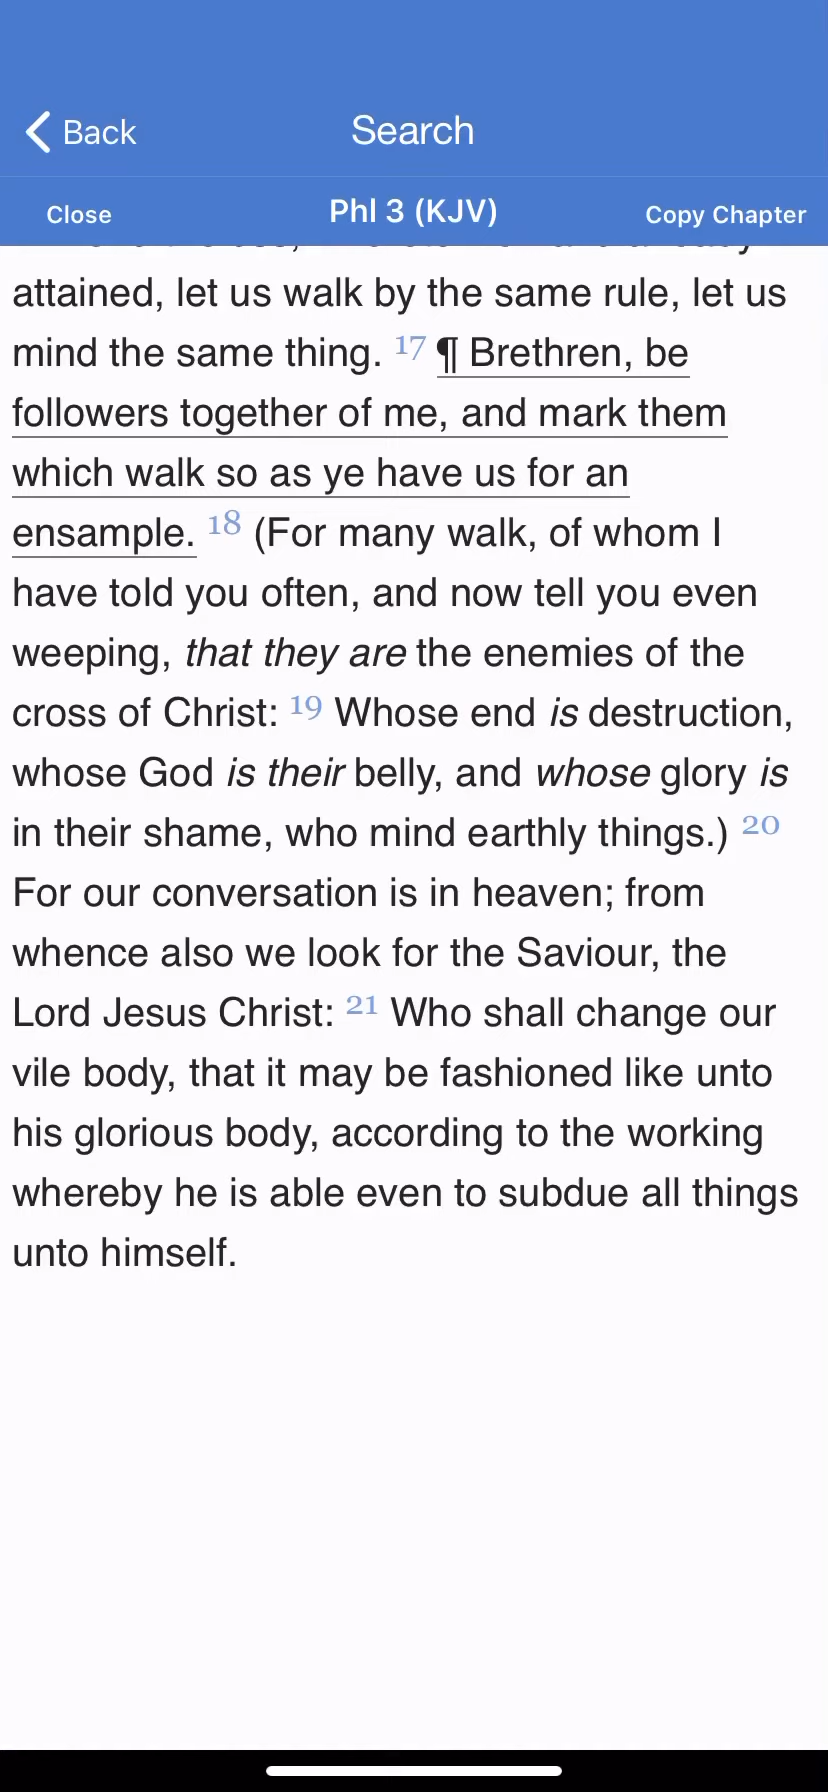 Back
Search
Close
Phl 3 (KJV)
Copy Chapter
attained, let us walk by the same rule, let us
mind the same thing. 17 ¶ Brethren, be
followers together of me, and mark them
which walk so as ye have us for an
ensample. 18 (For many walk, of whom I
have told you often, and now tell you even
weeping, that they are the enemies of the
cross of Christ: 19 Whose end is destruction,
whose God is their belly, and whose glory is
in their shame, who mind earthly things.) 20
For our conversation is in heaven; from
whence also we look for the Saviour, the
Lord Jesus Christ: 21 Who shall change our
vile body, that it may be fashioned like unto
his glorious body, according to the working
whereby he is able even to subdue all things
unto himself.